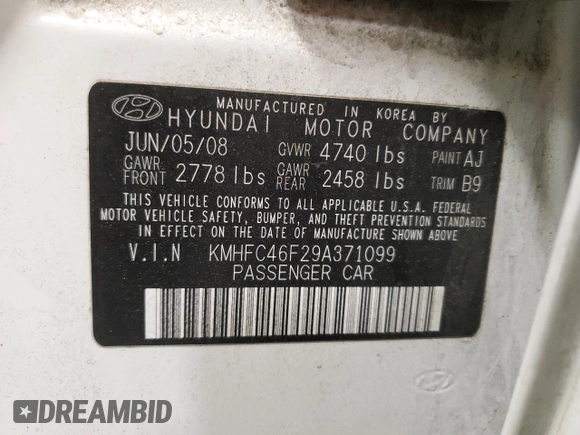 MANUFACTURED IN KOREA BY
HYUNDAI MOTOR COMPANY
JUN/05/08 GVWR 4740 lbs PAINT AJ
GAWR FRONT 2778 lbs GAWR REAR 2458 lbs TRIM B9
THIS VEHICLE CONFORMS TO ALL APPLICABLE U.S.A. FEDERAL
MOTOR VEHICLE SAFETY, BUMPER, AND THEFT PREVENTION STANDARDS
IN EFFECT ON THE DATE OF MANUFACTURE SHOWN ABOVE.
V.I.N KMHFC46F29A371099
PASSENGER CAR
DREAMBID